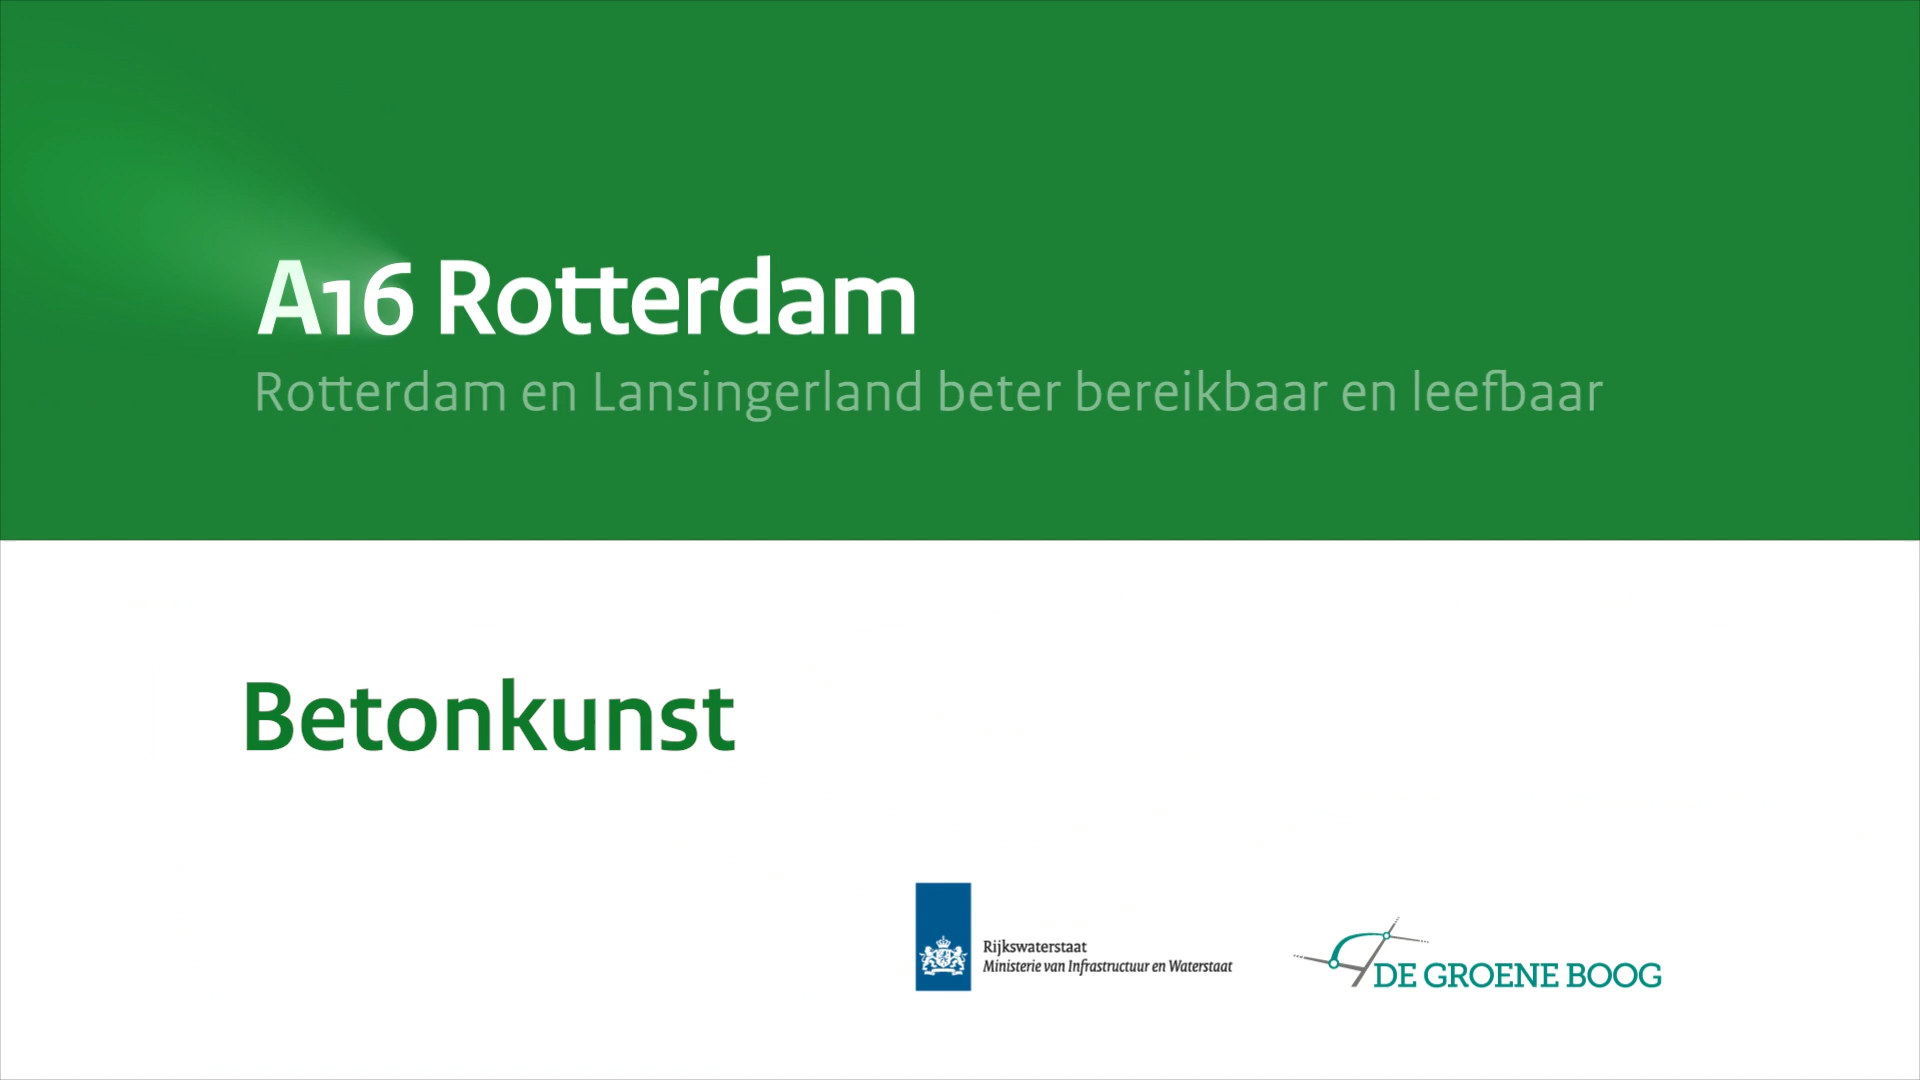 A16 Rotterdam
Rotterdam en Lansingerland beter bereikbaar en leefbaar
Betonkunst
Rijkswaterstaat
Ministerie van Infrastructuur en Waterstaat
DE GROENE BOOG